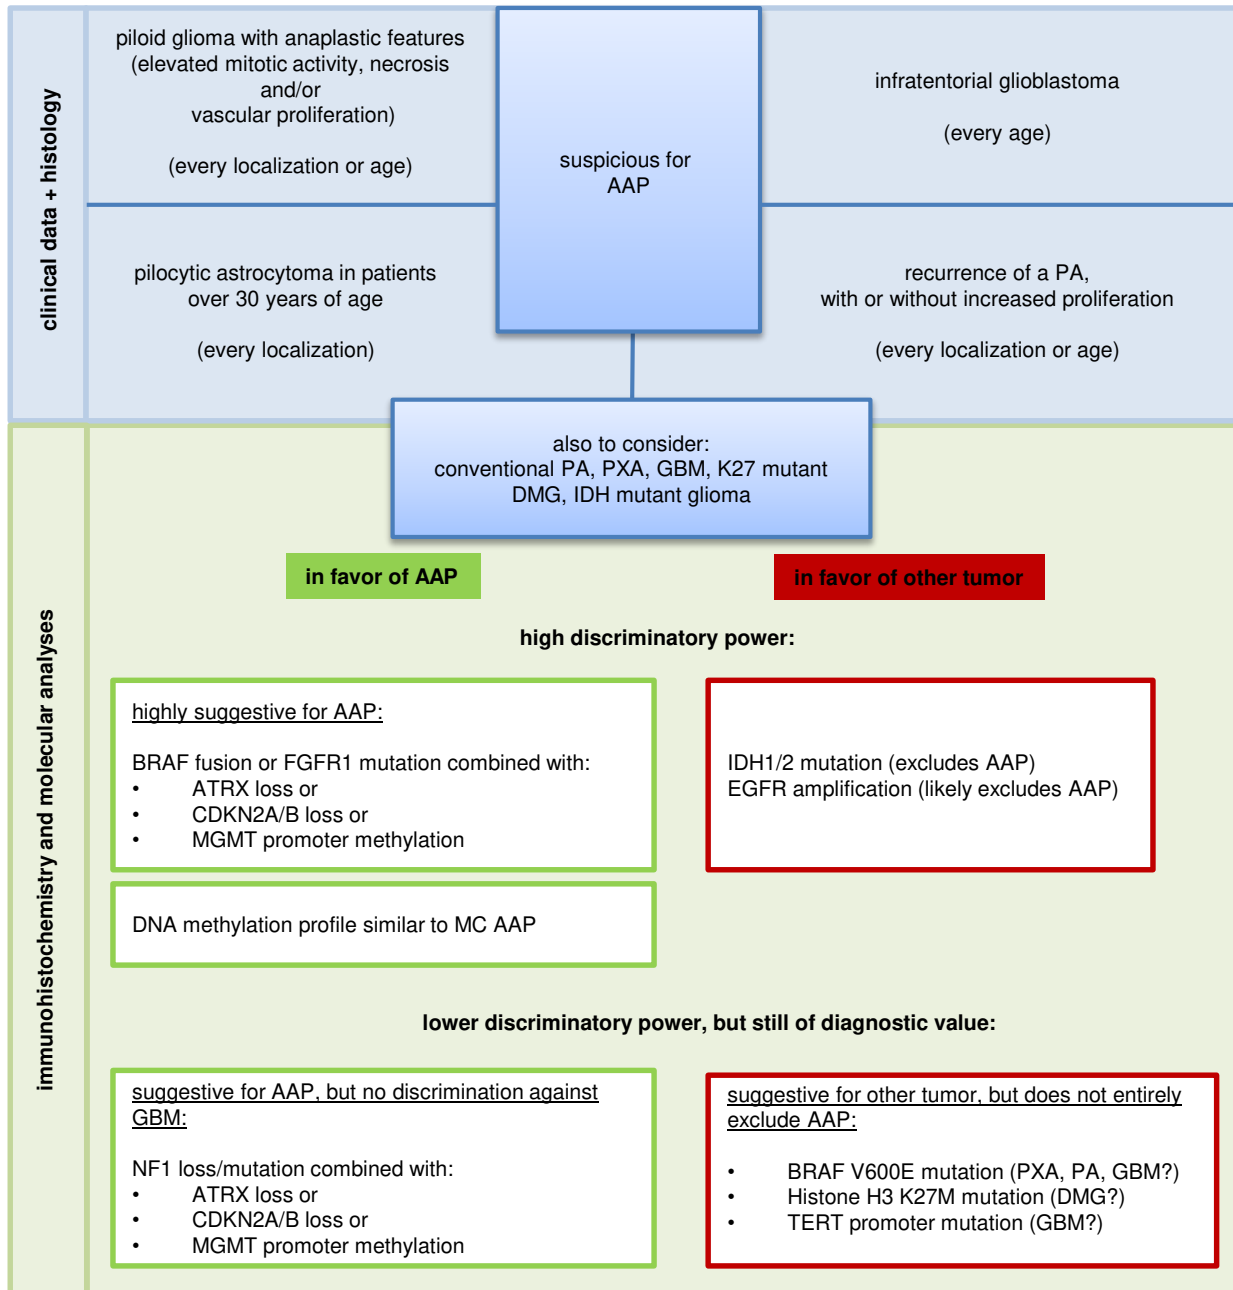 clinical data + histology
piloid glioma with anaplastic features
(elevated mitotic activity, necrosis
and/or
vascular proliferation)
(every localization or age)
suspicious for
AAP
infratentorial glioblastoma
(every age)
pilocytic astrocytoma in patients
over 30 years of age
(every localization)
recurrence of a PA,
with or without increased proliferation
(every localization or age)
also to consider:
conventional PA, PXA, GBM, K27 mutant
DMG, IDH mutant glioma
immunohistochemistry and molecular analyses
in favor of AAP
in favor of other tumor
high discriminatory power:
highly suggestive for AAP:
BRAF fusion or FGFR1 mutation combined with:
• ATRX loss or
• CDKN2A/B loss or
• MGMT promoter methylation
IDH1/2 mutation (excludes AAP)
EGFR amplification (likely excludes AAP)
DNA methylation profile similar to MC AAP
lower discriminatory power, but still of diagnostic value:
suggestive for AAP, but no discrimination against
GBM:
NF1 loss/mutation combined with:
• ATRX loss or
• CDKN2A/B loss or
• MGMT promoter methylation
suggestive for other tumor, but does not entirely
exclude AAP:
• BRAF V600E mutation (PXA, PA, GBM?)
• Histone H3 K27M mutation (DMG?)
• TERT promoter mutation (GBM?)